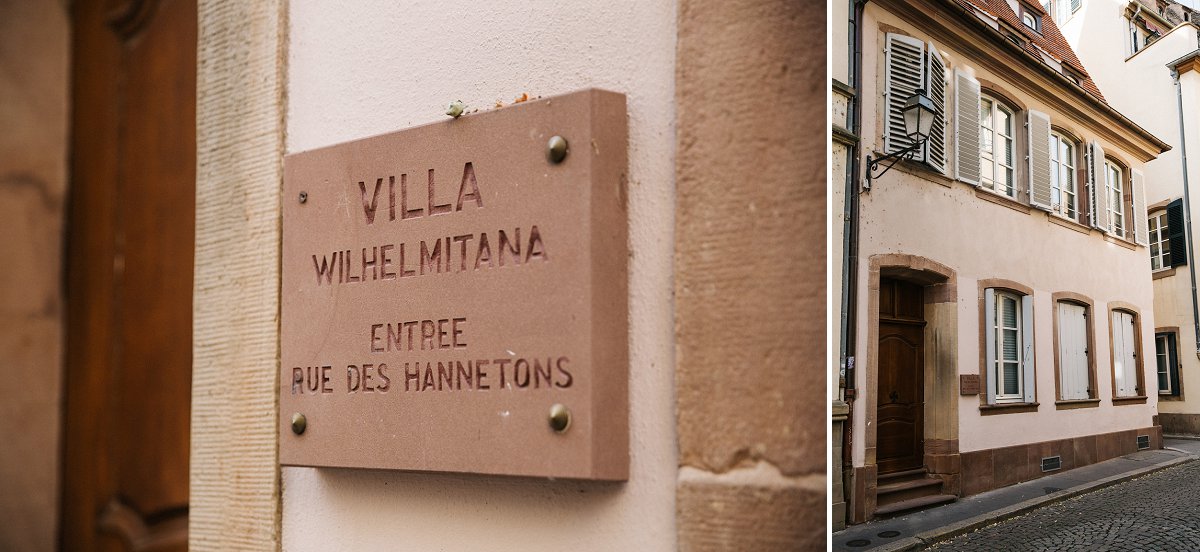 VILLA
WILHELMITANA
ENTREE
RUE DES HANNETONS